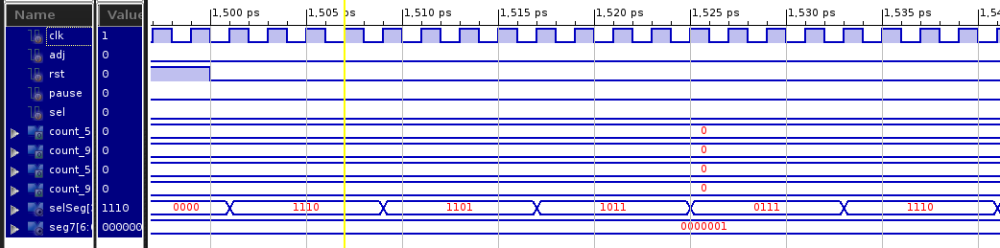 Name Value 1,500 ps 1,505 ps 1,510 ps 1,515 ps 1,520 ps 1,525 ps 1,530 ps 1,535 ps 1,54
clk 1
adj 0
rst 0
pause 0
sel 0
count_5 0 0
count_9 0 0
count_5 0 0
count_9 0 0
selSeg[ 1110 0000 1110 1101 1011 0111 1110
seg7[6: 000000 0000001